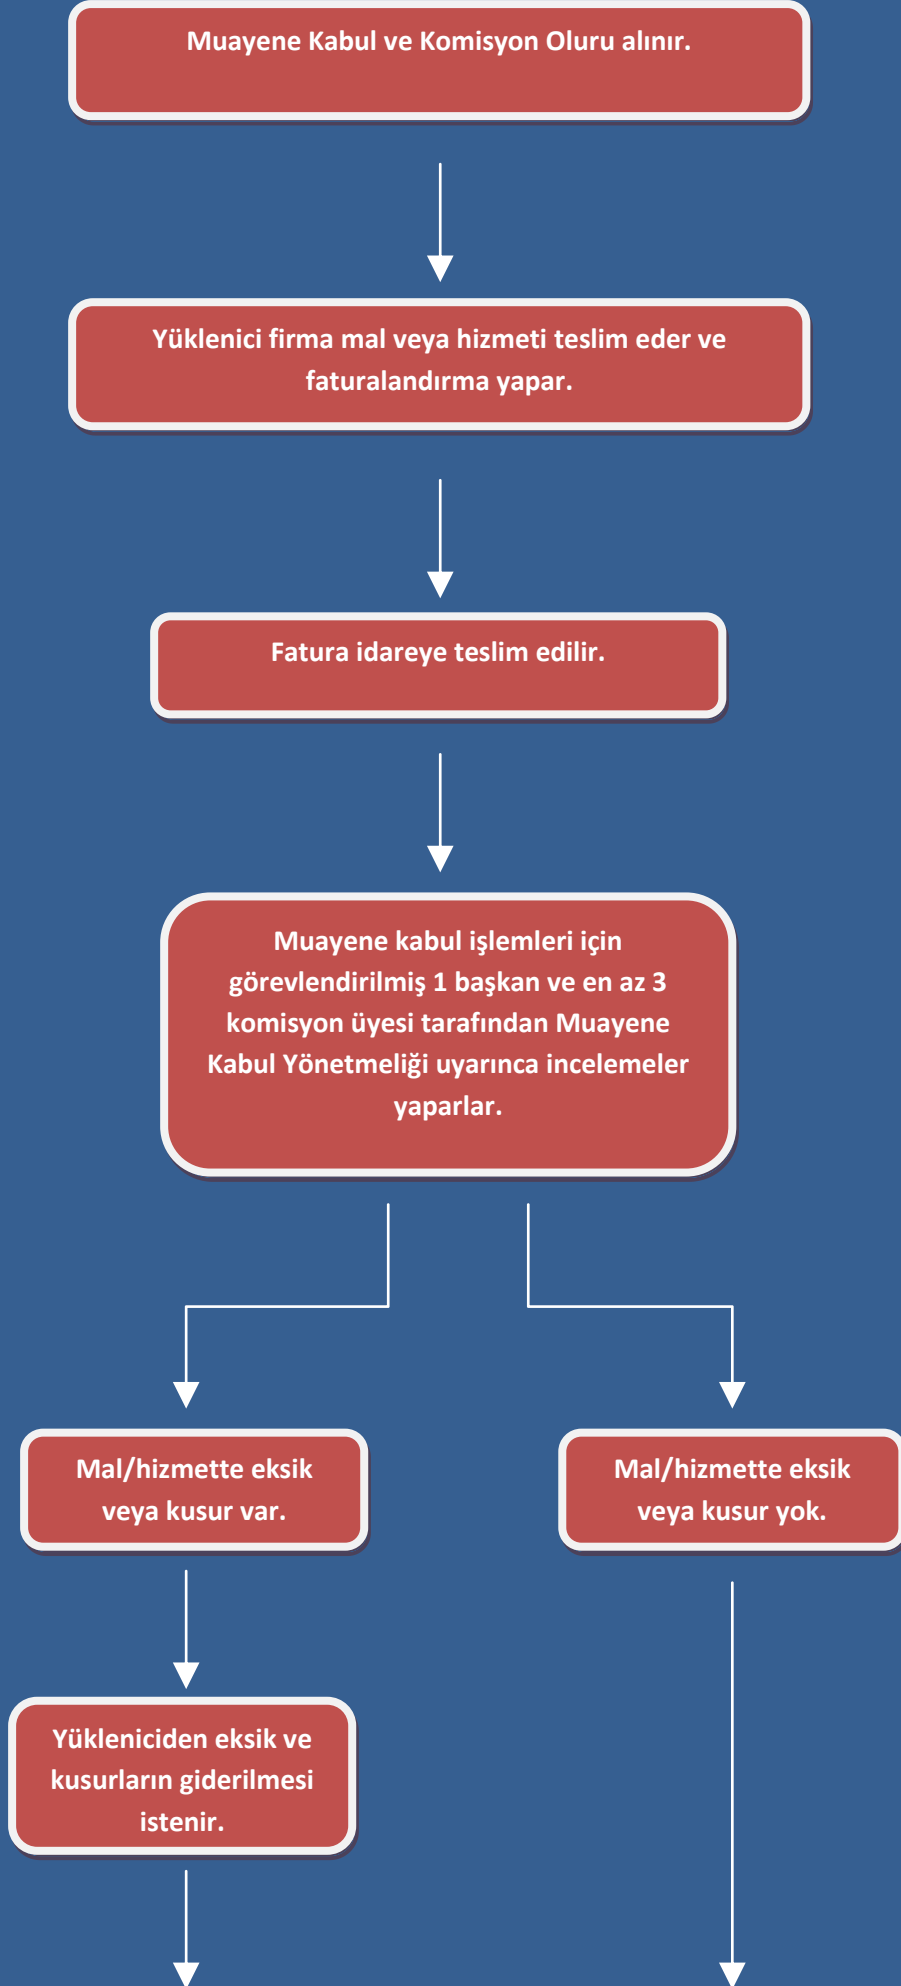 Muayene Kabul ve Komisyon Oluru alınır.
Yüklenici firma mal veya hizmeti teslim eder ve
faturalandırma yapar.
Fatura idareye teslim edilir.
Muayene kabul işlemleri için
görevlendirilmiş 1 başkan ve en az 3
komisyon üyesi tarafından Muayene
Kabul Yönetmeliği uyarınca incelemeler
yaparlar.
Mal/hizmette eksik
veya kusur var.
Mal/hizmette eksik
veya kusur yok.
Yükleniciden eksik ve
kusurların giderilmesi
istenir.